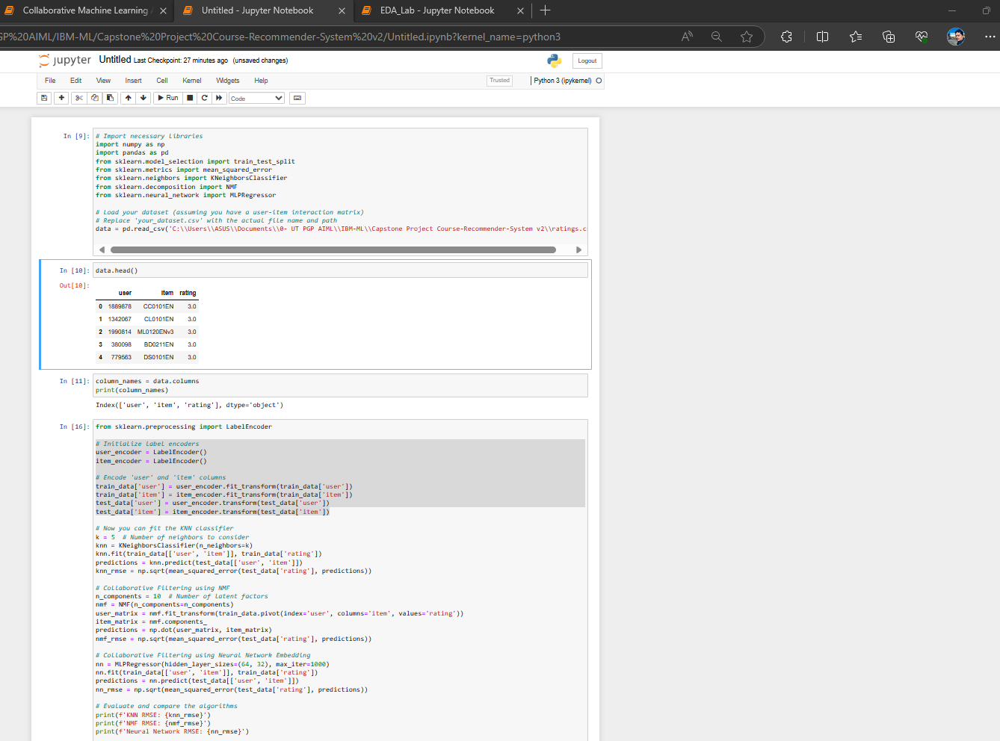 Collaborative Machine Learning
Untitled - Jupyter Notebook
EDA_Lab - Jupyter Notebook
GP%20AIML/IBM-ML/Capstone%20Project%20Course-Recommender-System%20v2/Untitled.ipynb?kernel_name=python3
jupyter Untitled Last Checkpoint: 27 minutes ago (unsaved changes)
Logout
File Edit View Insert Cell Kernel Widgets Help
Trusted
Python 3 (ipykernel)
Run
Code
In [9]: # Import necessary libraries
import numpy as np
import pandas as pd
from sklearn.model_selection import train_test_split
from sklearn.metrics import mean_squared_error
from sklearn.neighbors import KNeighborsClassifier
from sklearn.decomposition import NMF
from sklearn.neural_network import MLPRegressor
# Load your dataset (assuming you have a user-item interaction matrix)
# Replace 'your_dataset.csv' with the actual file name and path
data = pd.read_csv('C:\\Users\\ASUS\\Documents\\0- UT PGP AIML\\IBM-ML\\Capstone Project Course-Recommender-System v2\\ratings.c
In [10]: data.head()
Out[10]:
user item rating
0 1889878 CC0101EN 3.0
1 1342067 CL0101EN 3.0
2 1990814 ML0120ENv3 3.0
3 380098 BD0211EN 3.0
4 779563 DS0101EN 3.0
In [11]: column_names = data.columns
print(column_names)
Index(['user', 'item', 'rating'], dtype='object')
In [16]: from sklearn.preprocessing import LabelEncoder
# Initialize label encoders
user_encoder = LabelEncoder()
item_encoder = LabelEncoder()
# Encode 'user' and 'item' columns
train_data['user'] = user_encoder.fit_transform(train_data['user'])
train_data['item'] = item_encoder.fit_transform(train_data['item'])
test_data['user'] = user_encoder.transform(test_data['user'])
test_data['item'] = item_encoder.transform(test_data['item'])
# Now you can fit the KNN classifier
k = 5 # Number of neighbors to consider
knn = KNeighborsClassifier(n_neighbors=k)
knn.fit(train_data[['user', 'item']], train_data['rating'])
predictions = knn.predict(test_data[['user', 'item']])
knn_rmse = np.sqrt(mean_squared_error(test_data['rating'], predictions))
# Collaborative Filtering using NMF
n_components = 10 # Number of latent factors
nmf = NMF(n_components=n_components)
user_matrix = nmf.fit_transform(train_data.pivot(index='user', columns='item', values='rating'))
item_matrix = nmf.components_
predictions = np.dot(user_matrix, item_matrix)
nmf_rmse = np.sqrt(mean_squared_error(test_data['rating'], predictions))
# Collaborative Filtering using Neural Network Embedding
nn = MLPRegressor(hidden_layer_sizes=(64, 32), max_iter=1000)
nn.fit(train_data[['user', 'item']], train_data['rating'])
predictions = nn.predict(test_data[['user', 'item']])
nn_rmse = np.sqrt(mean_squared_error(test_data['rating'], predictions))
# Evaluate and compare the algorithms
print(f'KNN RMSE: {knn_rmse}')
print(f'NMF RMSE: {nmf_rmse}')
print(f'Neural Network RMSE: {nn_rmse}')